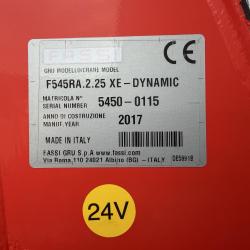 FASSI
CE
GRU MODELLO/CRANE MODEL
F545RA.2.25 XE-DYNAMIC
MATRICOLA N°
SERIAL NUMBER 5450-0115
ANNO DI COSTRUZIONE
MANUF.YEAR 2017
MADE IN ITALY
FASSI GRU S.p.A www.fassi.com
Via Roma,110 24021 Albino (BG) - ITALY
DE5991B
24V